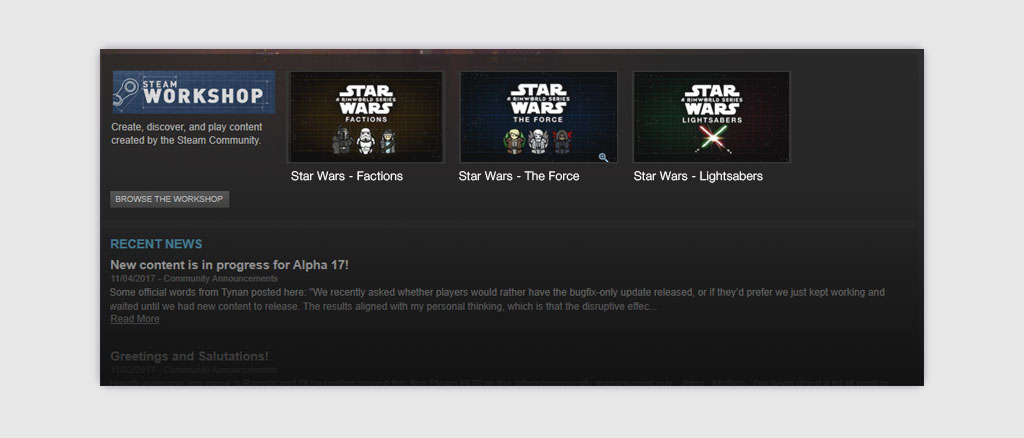 STEAM
WORKSHOP
Create, discover, and play content
created by the Steam Community.
BROWSE THE WORKSHOP
STAR
A RIMWORLD SERIES
WARS
FACTIONS
Star Wars - Factions
STAR
A RIMWORLD SERIES
WARS
THE FORCE
Star Wars - The Force
STAR
A RIMWORLD SERIES
WARS
LIGHTSABERS
Star Wars - Lightsabers
RECENT NEWS
New content is in progress for Alpha 17!
11/04/2017 - Community Announcements
Some official words from Tynan posted here: "We recently asked whether players would rather have the bugfix-only update released, or if they'd prefer we just kept working and
waited until we had new content to release. The results aligned with my personal thinking, which is that the disruptive effec...
Read More
Greetings and Salutations!
11/02/2017 - Community Announcements